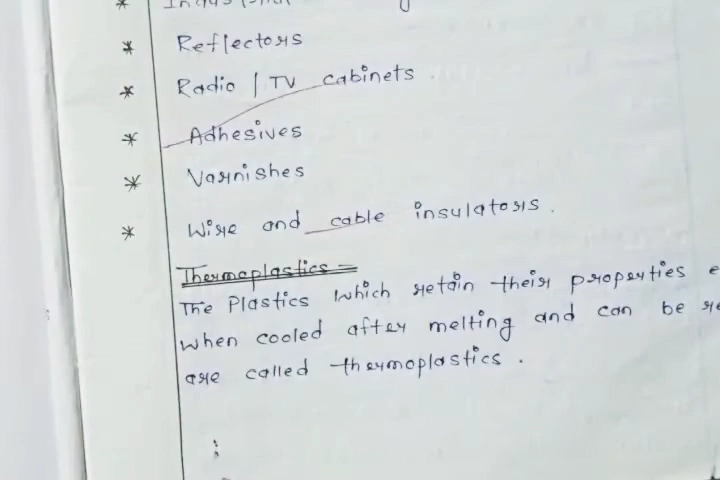 * Reflectors
* Radio / TV cabinets
* Adhesives
* Varnishes
* Wire and cable insulators.
Thermoplastics =
The Plastics which retain their properties
when cooled after melting and can be
are called thermoplastics.